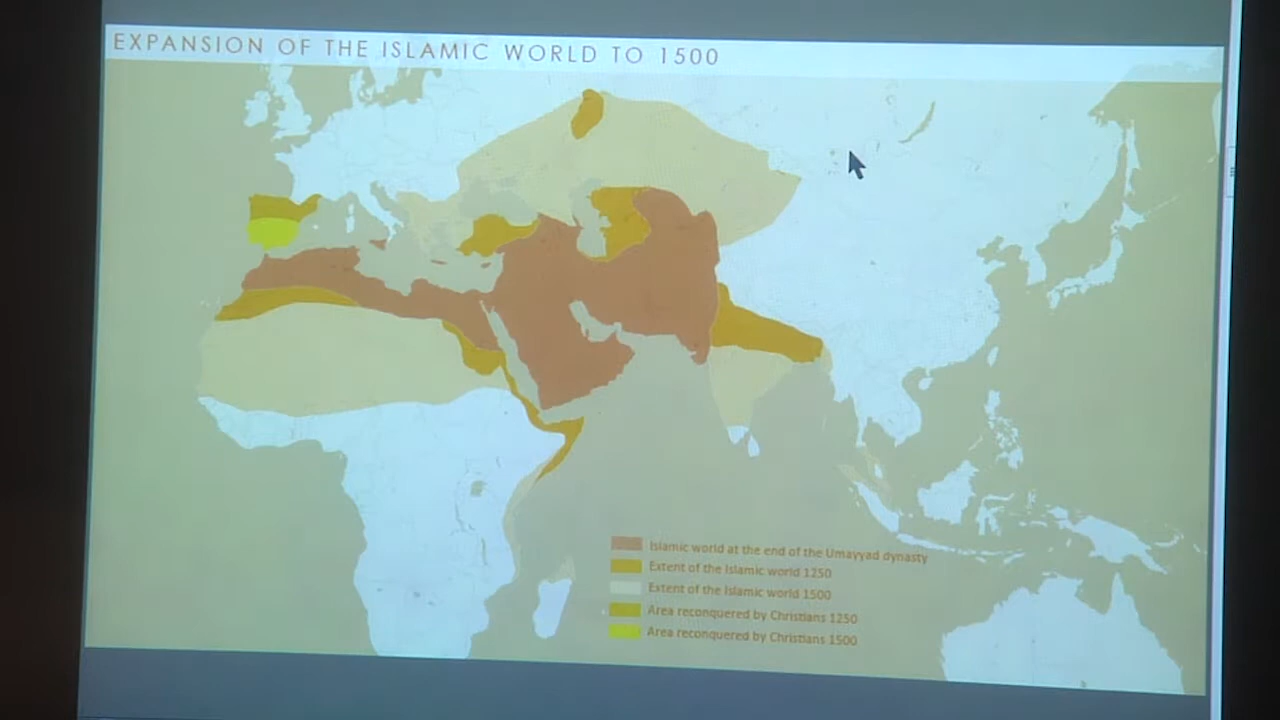 EXPANSION OF THE ISLAMIC WORLD TO 1500
Islamic world at the end of the Umayyad dynasty
Extent of the Islamic world 1250
Extent of the Islamic world 1500
Area reconquered by Christians 1250
Area reconquered by Christians 1500